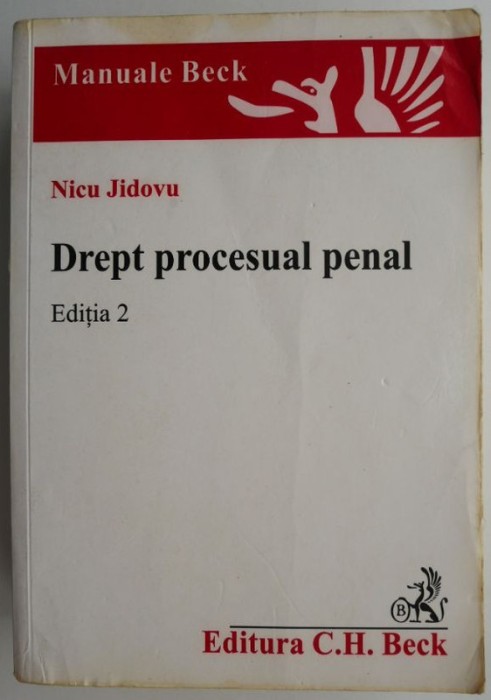 Manuale Beck
Nicu Jidovu
Drept procesual penal
Ediția 2
B
Editura C.H. Beck